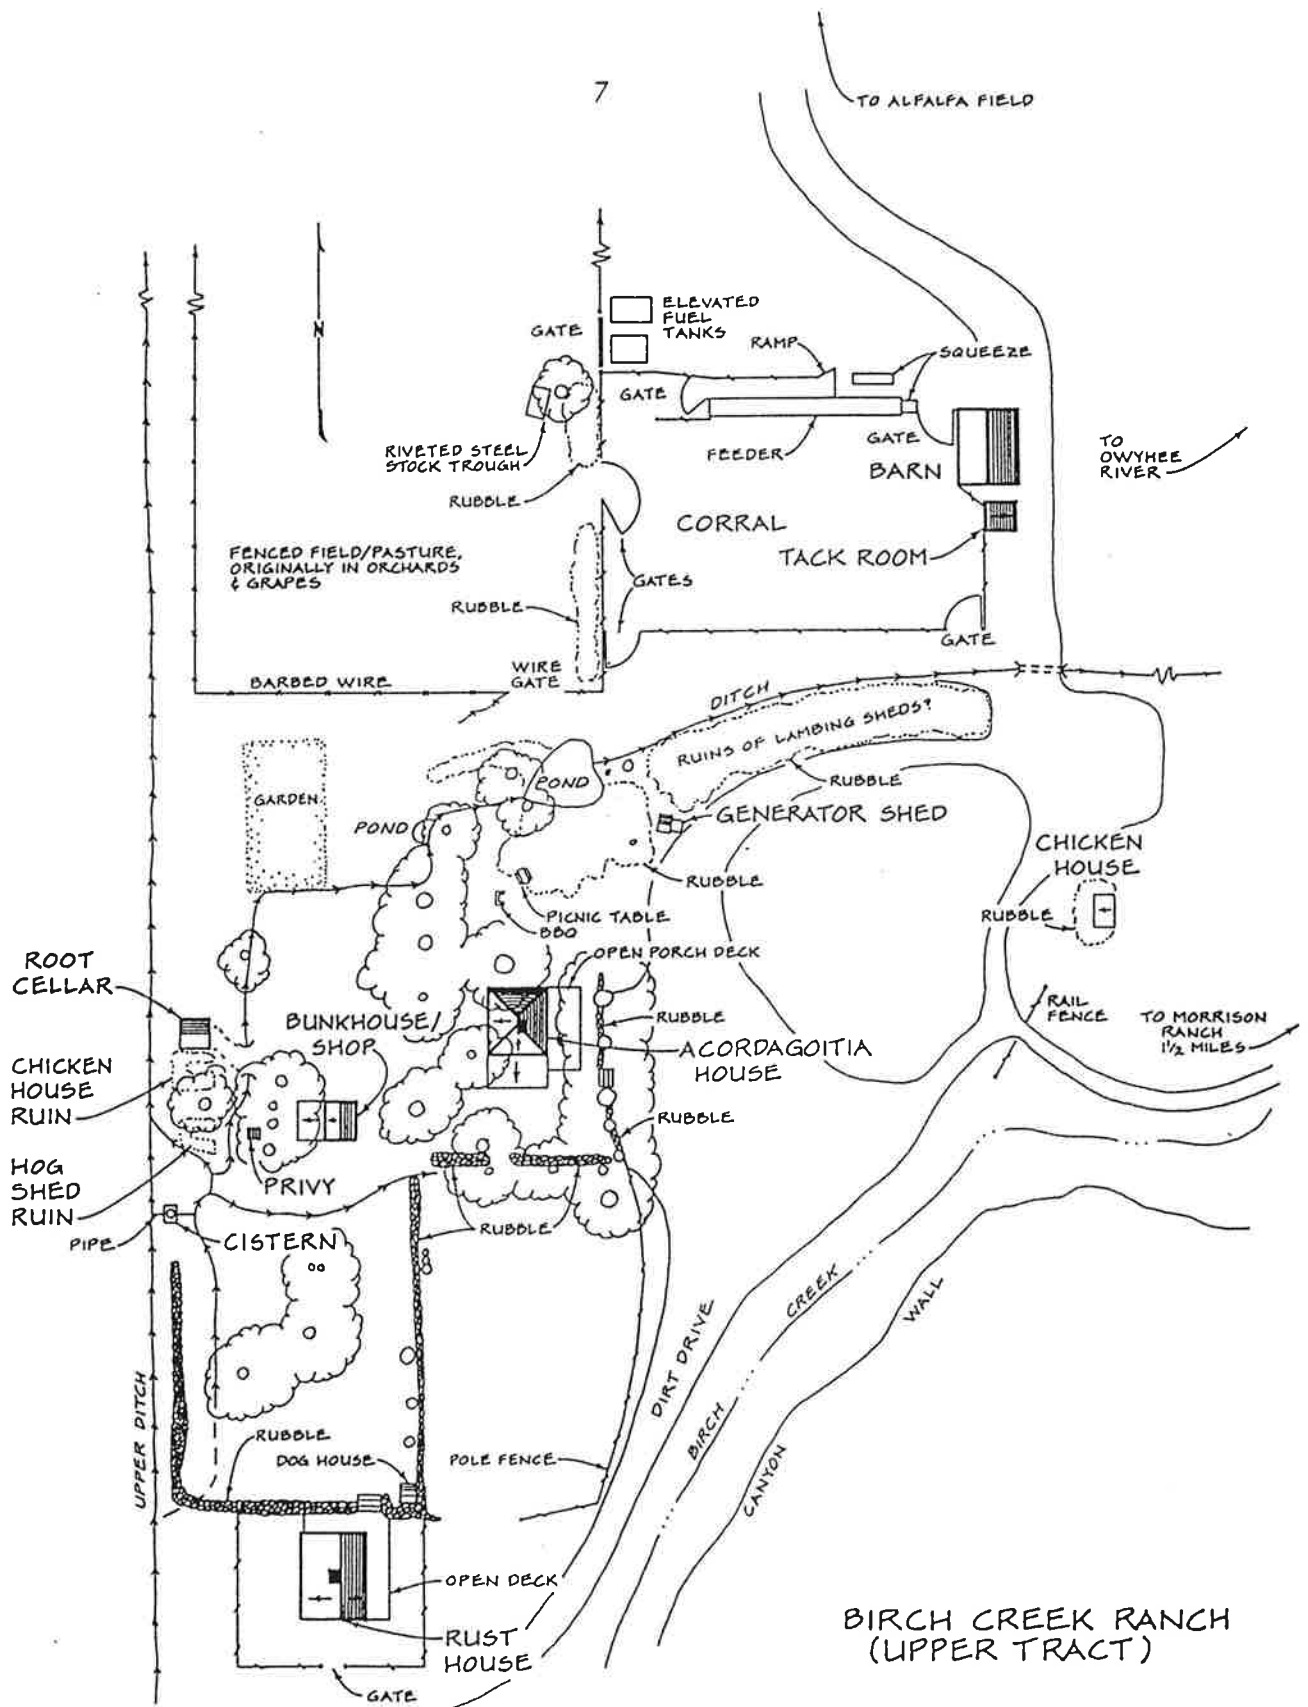 7
TO ALFALFA FIELD
N
GATE
ELEVATED
FUEL
TANKS
RAMP
SQUEEZE
GATE
RIVETED STEEL
STOCK TROUGH
FEEDER
GATE
BARN
TO
OWYHEE
RIVER
RUBBLE
CORRAL
TACK ROOM
FENCED FIELD/PASTURE,
ORIGINALLY IN ORCHARDS
& GRAPES
GATES
RUBBLE
GATE
WIRE
GATE
BARBED WIRE
DITCH
RUINS OF LAMBING SHEDS?
RUBBLE
POND
GARDEN
POND
GENERATOR SHED
CHICKEN
HOUSE
RUBBLE
PICNIC TABLE
BBQ
RUBBLE
OPEN PORCH DECK
ROOT
CELLAR
BUNKHOUSE/
SHOP
RUBBLE
RAIL
FENCE
TO MORRISON
RANCH
1 1/2 MILES
ACORDAGOITIA
HOUSE
CHICKEN
HOUSE
RUIN
RUBBLE
HOG
SHED
RUIN
PRIVY
RUBBLE
PIPE
CISTERN
UPPER DITCH
DIRT DRIVE
BIRCH CREEK
CANYON WALL
RUBBLE
DOG HOUSE
POLE FENCE
OPEN DECK
RUST
HOUSE
GATE
BIRCH CREEK RANCH
(UPPER TRACT)